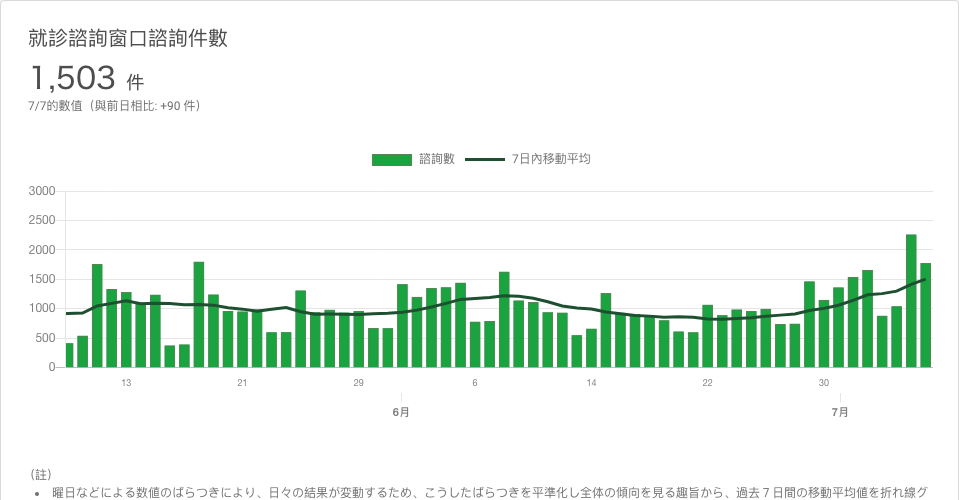 就診諮詢窗口諮詢件數
1,503 件
7/7的數值（與前日相比: +90 件）
諮詢數 7日內移動平均
3000
2500
2000
1500
1000
500
0
13 21 29 6 14 22 30
6月 7月
（註）
• 曜日などによる数値のばらつきにより、日々の結果が変動するため、こうしたばらつきを平準化し全体の傾向を見る趣旨から、過去７日間の移動平均値を折れ線グ